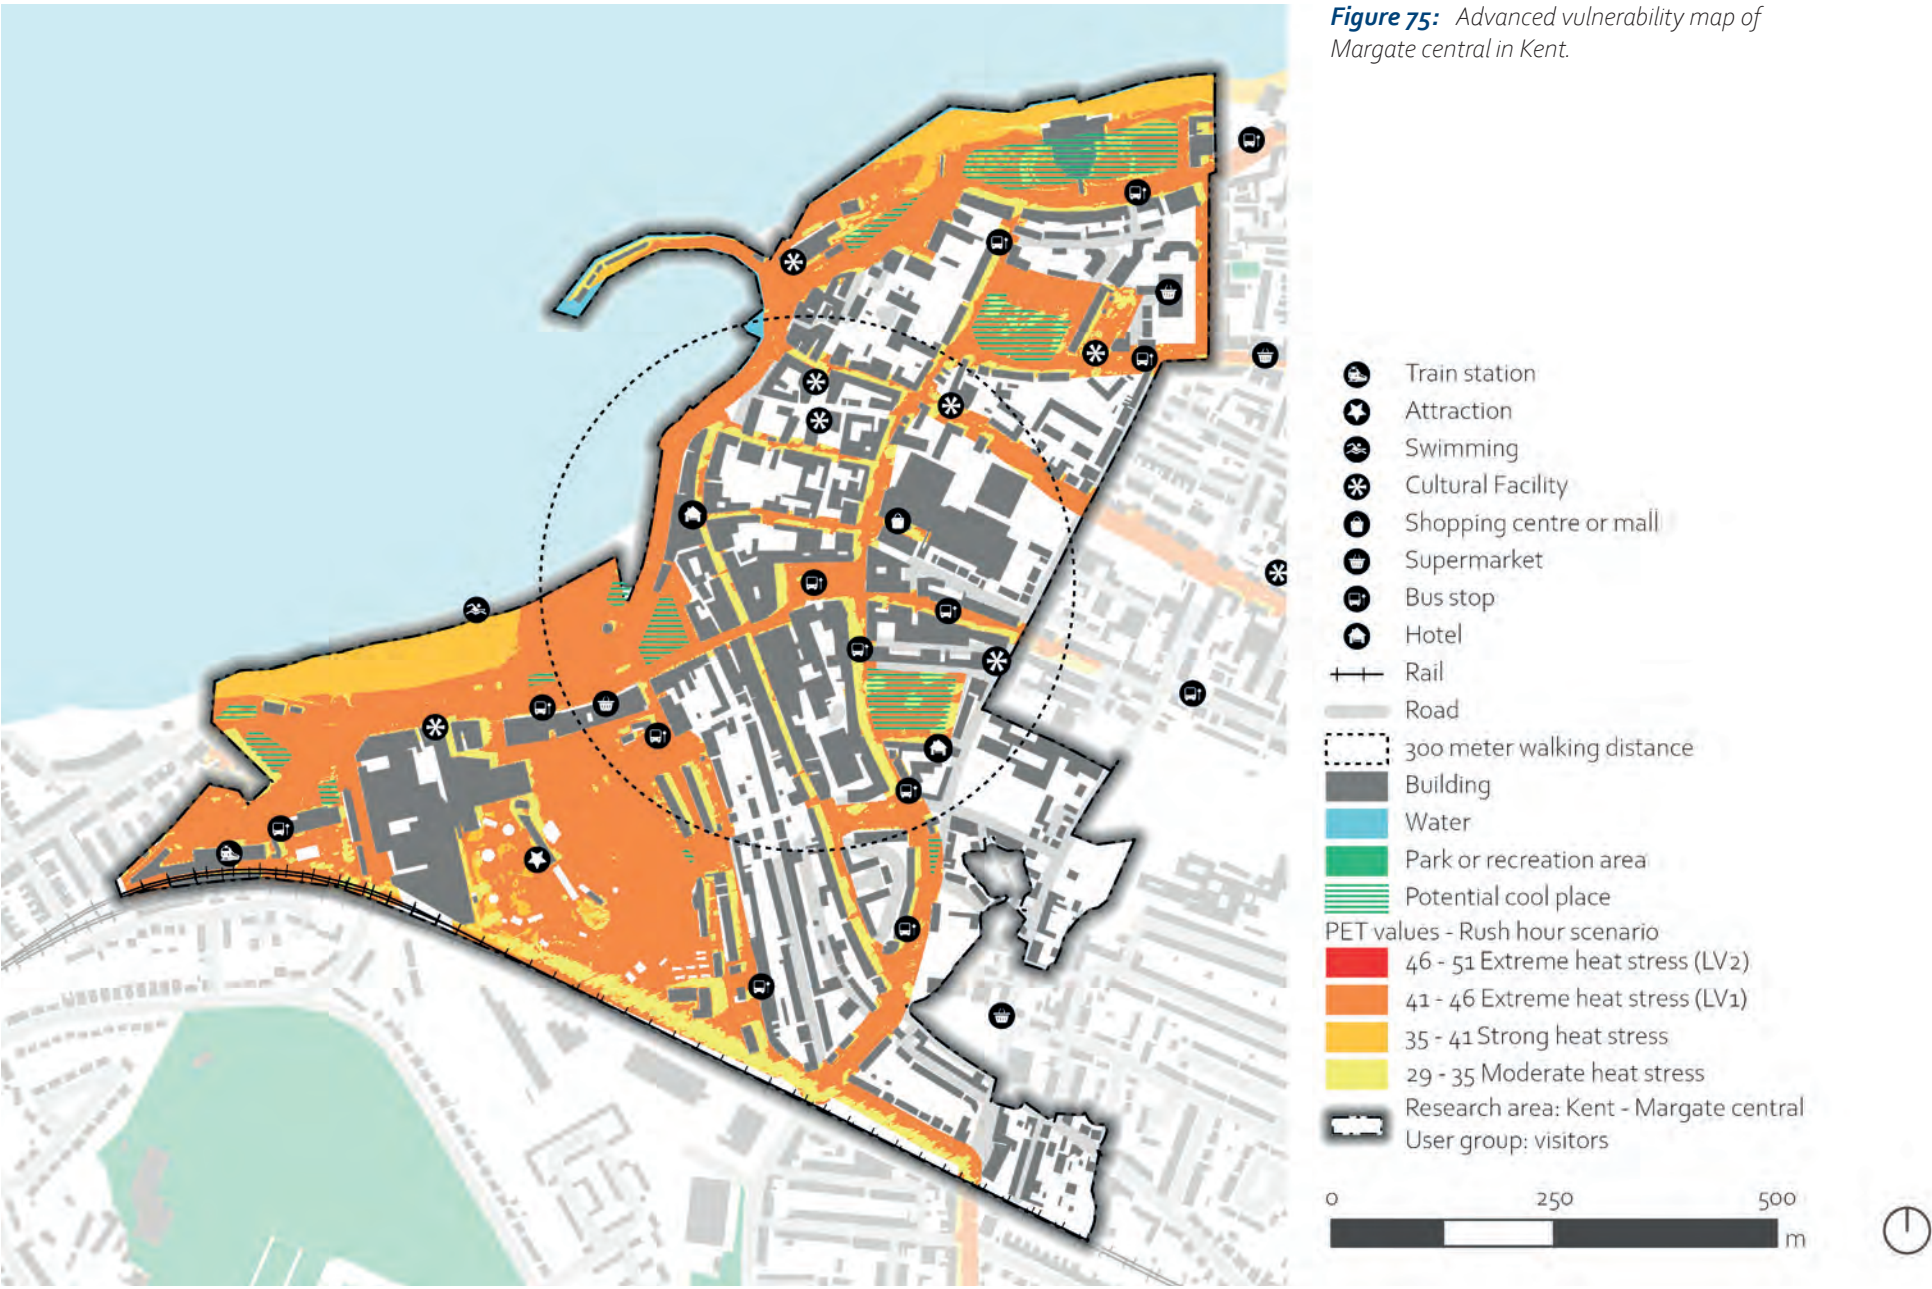 Figure 75: Advanced vulnerability map of
Margate central in Kent.
Train station
Attraction
Swimming
Cultural Facility
Shopping centre or mall
Supermarket
Bus stop
Hotel
Rail
Road
300 meter walking distance
Building
Water
Park or recreation area
Potential cool place
PET values - Rush hour scenario
46 - 51 Extreme heat stress (LV2)
41 - 46 Extreme heat stress (LV1)
35 - 41 Strong heat stress
29 - 35 Moderate heat stress
Research area: Kent - Margate central
User group: visitors
0 250 500
m